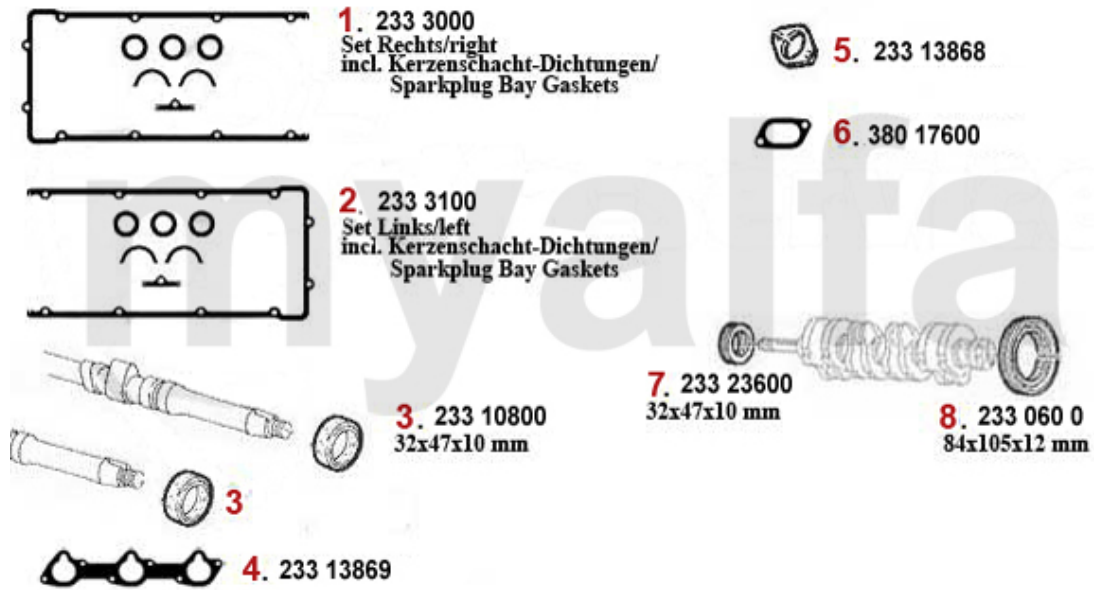 1. 233 3000
Set Rechts/right
incl. Kerzenschacht-Dichtungen/
Sparkplug Bay Gaskets
2. 233 3100
Set Links/left
incl. Kerzenschacht-Dichtungen/
Sparkplug Bay Gaskets
3. 233 10800
32x47x10 mm
3
4. 233 13869
5. 233 13868
6. 380 17600
7. 233 23600
32x47x10 mm
8. 233 060 0
84x105x12 mm
myalfa